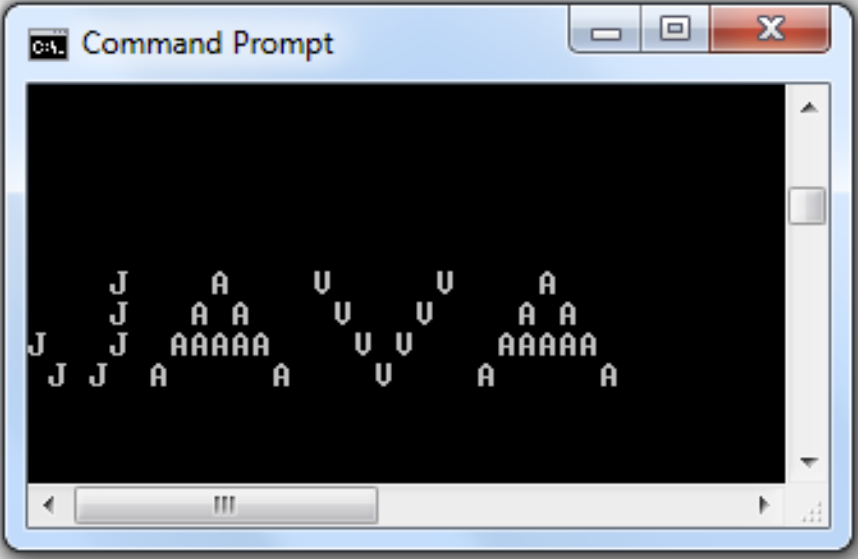 Command Prompt
    J    A    V     V    A
    J   A A    V   V    A A
J   J  AAAAA    V V    AAAAA
 J J  A     A    V    A     A